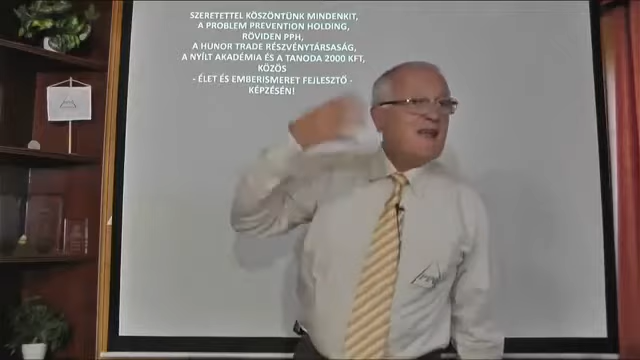 SZERETETTEL KÖSZÖNTÜNK MINDENKIT,
A PROBLEM PREVENTION HOLDING,
RÖVIDEN PPH,
A HUNOR TRADE RÉSZVÉNYTÁRSASÁG,
A NYÍLT AKADÉMIA ÉS A TANODA 2000 KFT,
KÖZÖS
- ÉLET ÉS EMBERISMERET FEJLESZTŐ -
KÉPZÉSÉN!